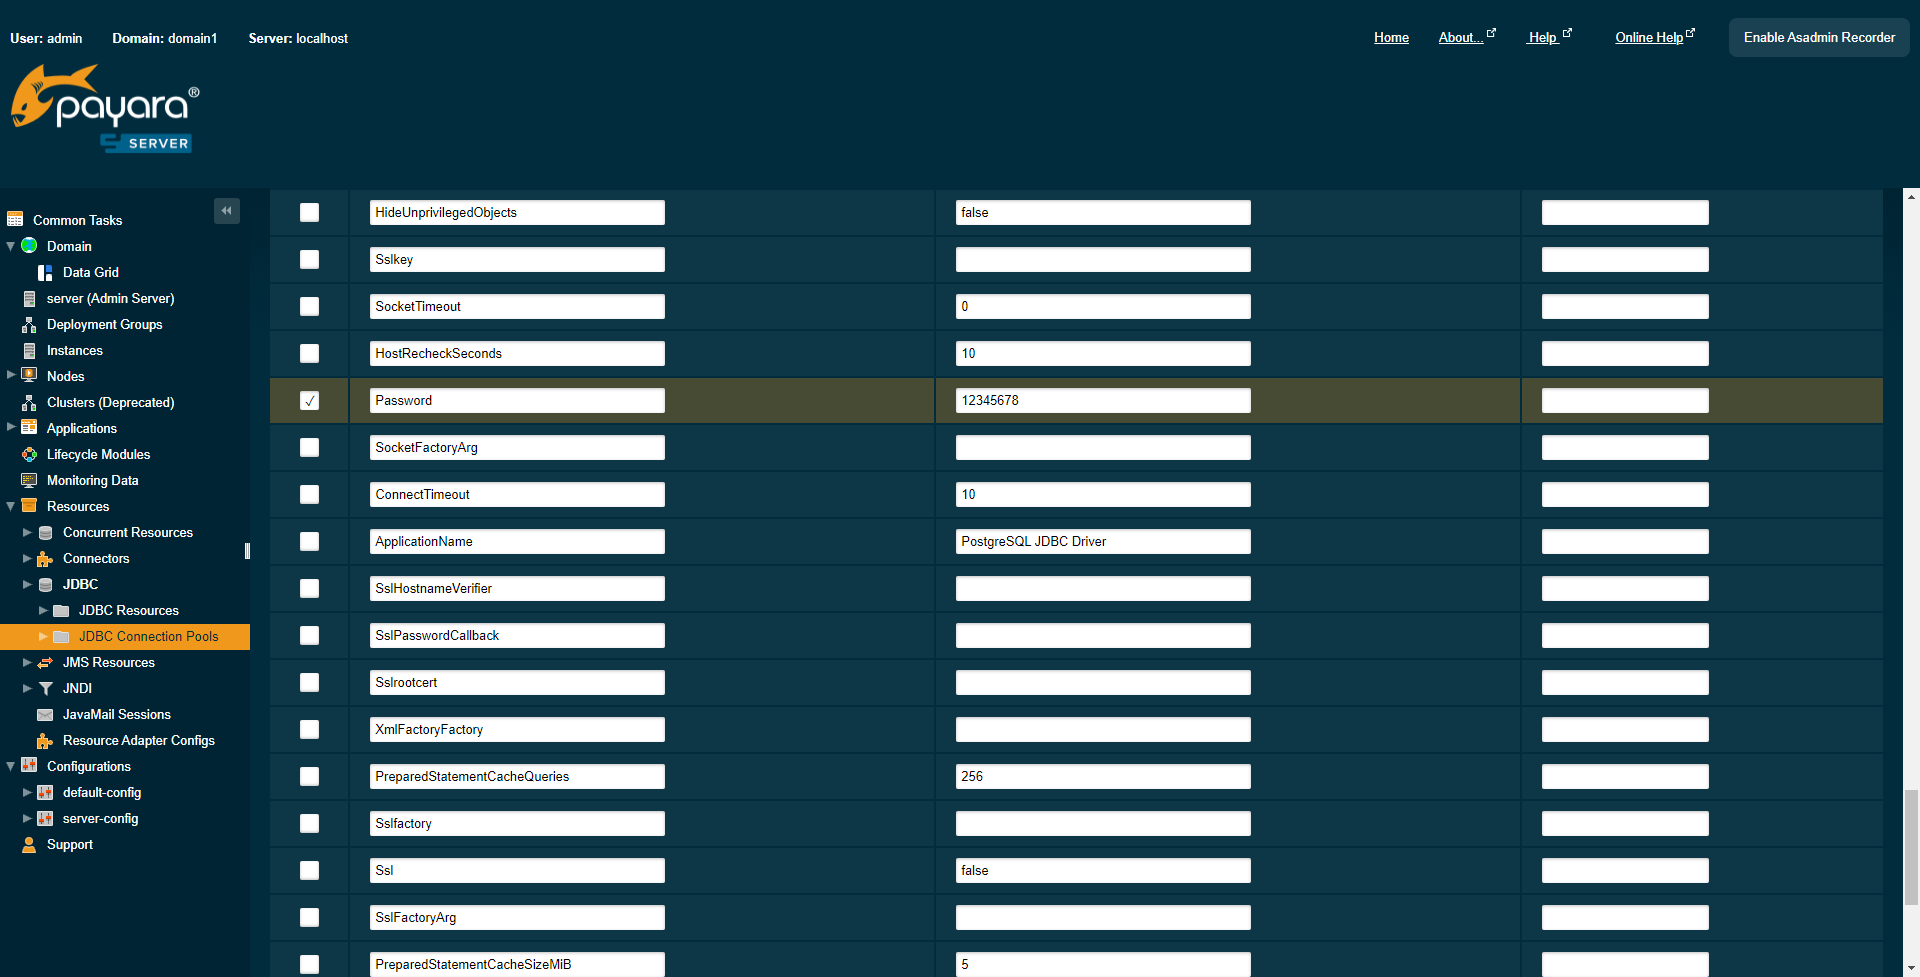 User: admin Domain: domain1 Server: localhost
Home About... Help Online Help Enable Asadmin Recorder
payara®
SERVER
Common Tasks
Domain
Data Grid
server (Admin Server)
Deployment Groups
Instances
Nodes
Clusters (Deprecated)
Applications
Lifecycle Modules
Monitoring Data
Resources
Concurrent Resources
Connectors
JDBC
JDBC Resources
JDBC Connection Pools
JMS Resources
JNDI
JavaMail Sessions
Resource Adapter Configs
Configurations
default-config
server-config
Support
HideUnprivilegedObjects false
Sslkey
SocketTimeout 0
HostRecheckSeconds 10
Password 12345678
SocketFactoryArg
ConnectTimeout 10
ApplicationName PostgreSQL JDBC Driver
SslHostnameVerifier
SslPasswordCallback
Sslrootcert
XmlFactoryFactory
PreparedStatementCacheQueries 256
Sslfactory
Ssl false
SslFactoryArg
PreparedStatementCacheSizeMiB 5